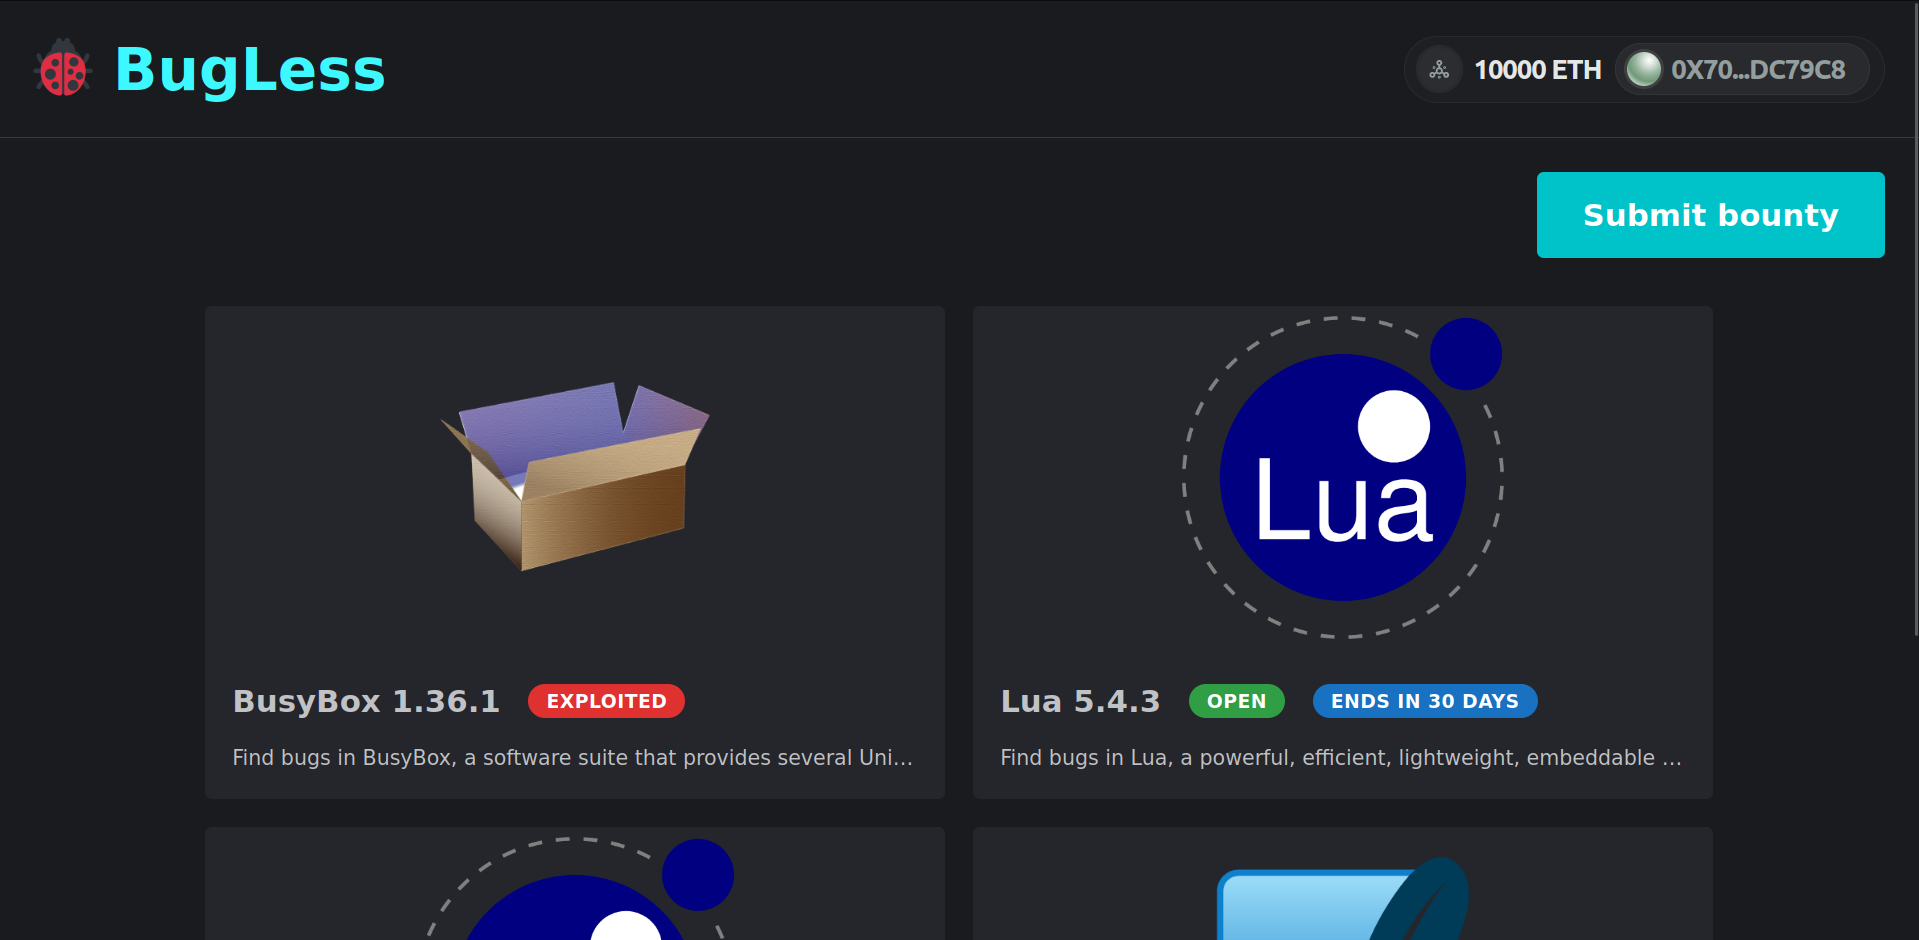 BugLess
10000 ETH
0X70...DC79C8
Submit bounty
BusyBox 1.36.1
EXPLOITED
Find bugs in BusyBox, a software suite that provides several Uni...
Lua
Lua 5.4.3
OPEN
ENDS IN 30 DAYS
Find bugs in Lua, a powerful, efficient, lightweight, embeddable ...